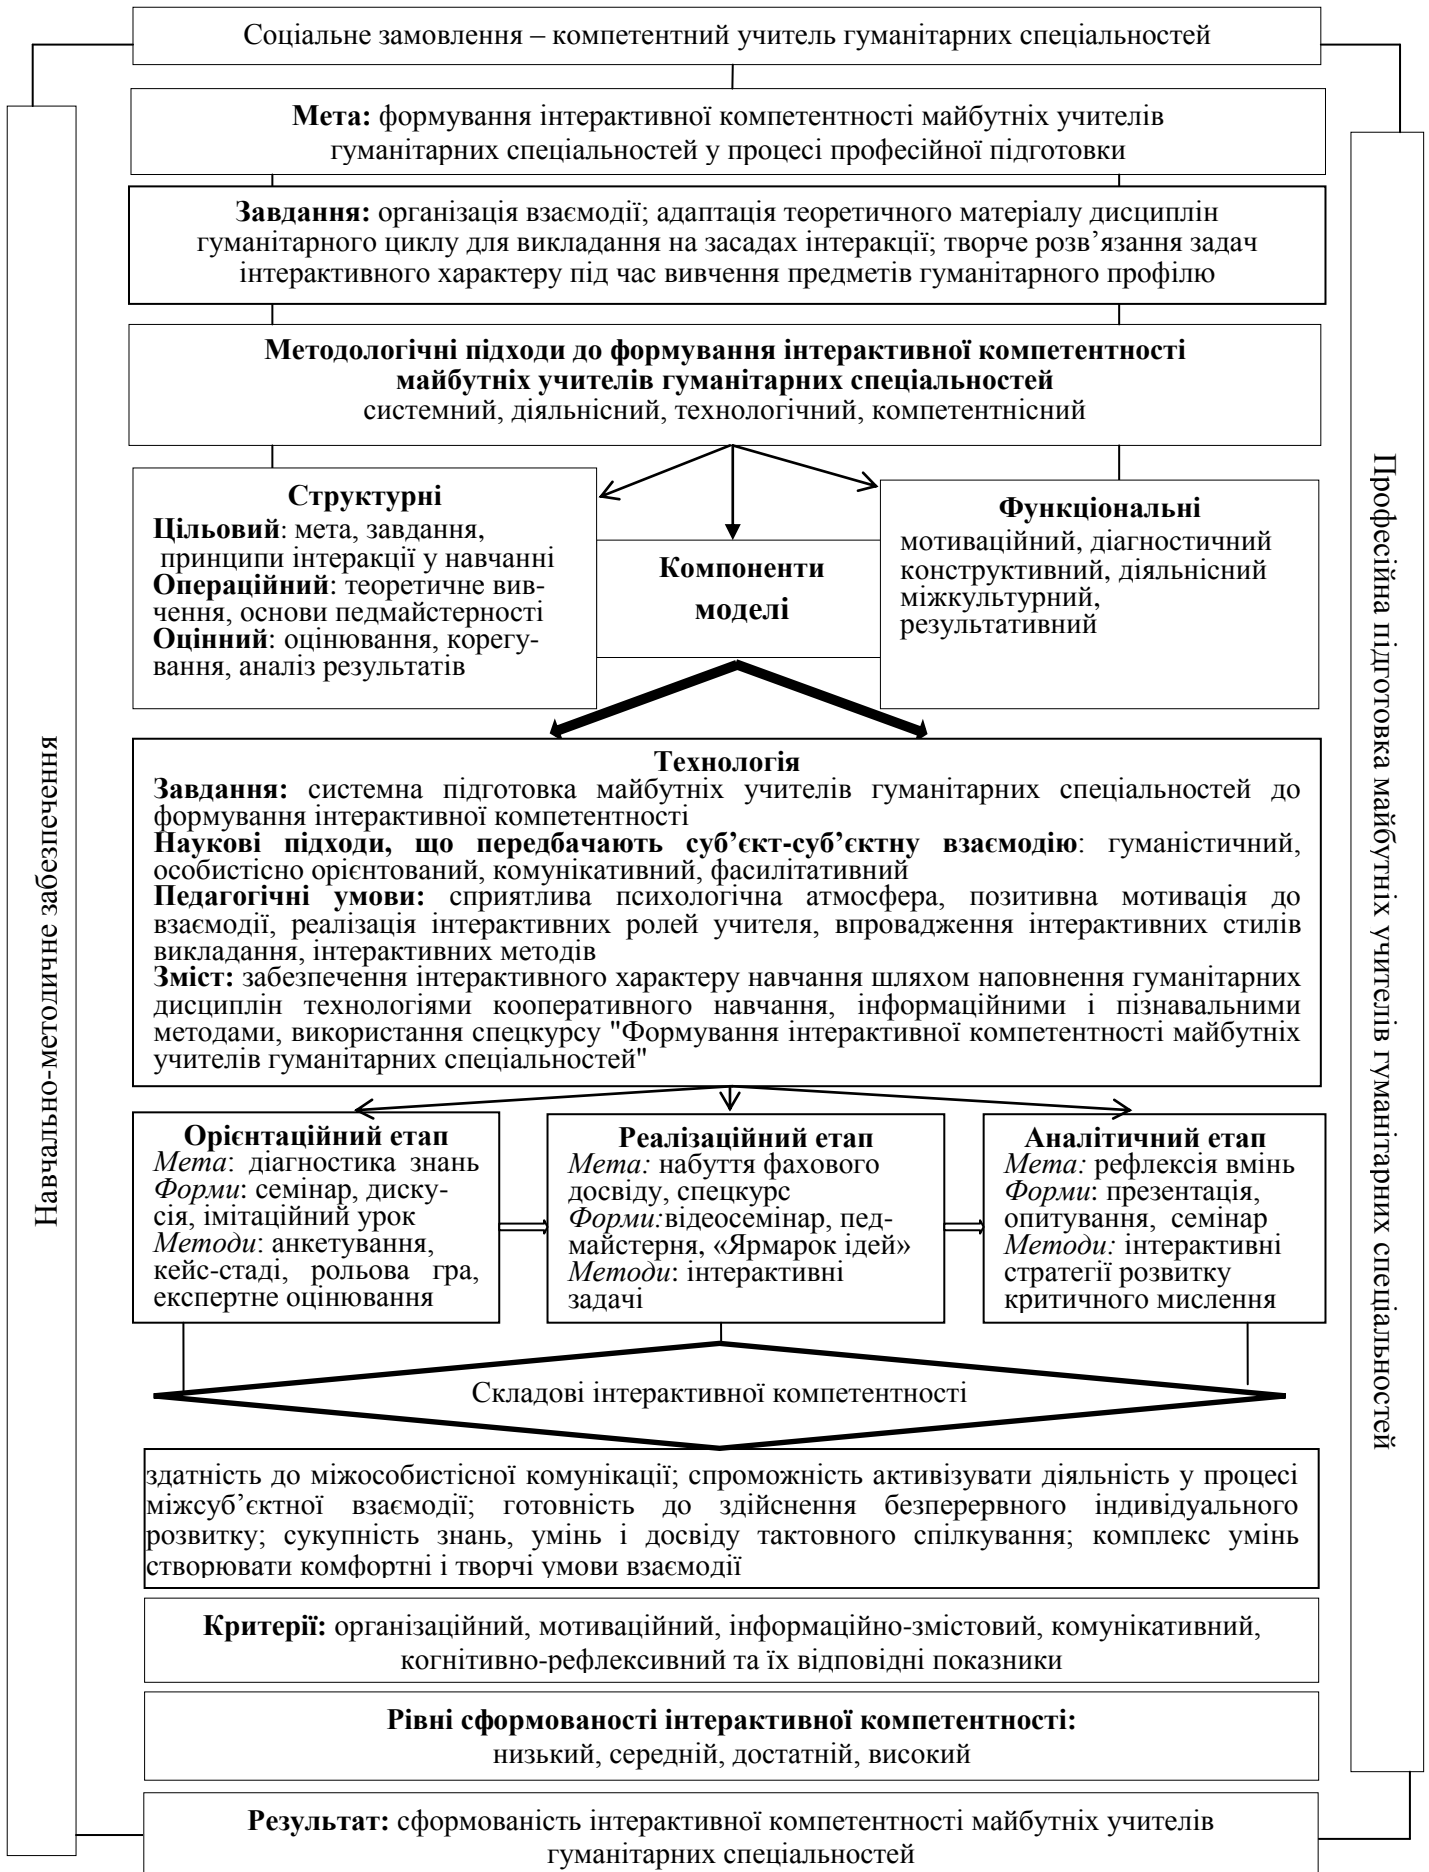 Соціальне замовлення – компетентний учитель гуманітарних спеціальностей
Мета: формування інтерактивної компетентності майбутніх учителів
гуманітарних спеціальностей у процесі професійної підготовки
Завдання: організація взаємодії; адаптація теоретичного матеріалу дисциплін
гуманітарного циклу для викладання на засадах інтеракції; творче розв’язання задач
інтерактивного характеру під час вивчення предметів гуманітарного профілю
Методологічні підходи до формування інтерактивної компетентності
майбутніх учителів гуманітарних спеціальностей
системний, діяльнісний, технологічний, компетентнісний
Структурні
Цільовий: мета, завдання,
принципи інтеракції у навчанні
Операційний: теоретичне вив-
чення, основи педмайстерності
Оцінний: оцінювання, корегу-
вання, аналіз результатів
Компоненти
моделі
Функціональні
мотиваційний, діагностичний
конструктивний, діяльнісний
міжкультурний,
результативний
Технологія
Завдання: системна підготовка майбутніх учителів гуманітарних спеціальностей до
формування інтерактивної компетентності
Наукові підходи, що передбачають суб’єкт-суб’єктну взаємодію: гуманістичний,
особистісно орієнтований, комунікативний, фасилітативний
Педагогічні умови: сприятлива психологічна атмосфера, позитивна мотивація до
взаємодії, реалізація інтерактивних ролей учителя, впровадження інтерактивних стилів
викладання, інтерактивних методів
Зміст: забезпечення інтерактивного характеру навчання шляхом наповнення гуманітарних
дисциплін технологіями кооперативного навчання, інформаційними і пізнавальними
методами, використання спецкурсу "Формування інтерактивної компетентності майбутніх
учителів гуманітарних спеціальностей"
Орієнтаційний етап
Мета: діагностика знань
Форми: семінар, диску-
сія, імітаційний урок
Методи: анкетування,
кейс-стаді, рольова гра,
експертне оцінювання
Реалізаційний етап
Мета: набуття фахового
досвіду, спецкурс
Форми:відеосемінар, пед-
майстерня, «Ярмарок ідей»
Методи: інтерактивні
задачі
Аналітичний етап
Мета: рефлексія вмінь
Форми: презентація,
опитування, семінар
Методи: інтерактивні
стратегії розвитку
критичного мислення
Складові інтерактивної компетентності
здатність до міжособистісної комунікації; спроможність активізувати діяльність у процесі
міжсуб’єктної взаємодії; готовність до здійснення безперервного індивідуального
розвитку; сукупність знань, умінь і досвіду тактовного спілкування; комплекс умінь
створювати комфортні і творчі умови взаємодії
Критерії: організаційний, мотиваційний, інформаційно-змістовий, комунікативний,
когнітивно-рефлексивний та їх відповідні показники
Рівні сформованості інтерактивної компетентності:
низький, середній, достатній, високий
Результат: сформованість інтерактивної компетентності майбутніх учителів
гуманітарних спеціальностей
Навчально-методичне забезпечення
Професійна підготовка майбутніх учителів гуманітарних спеціальностей